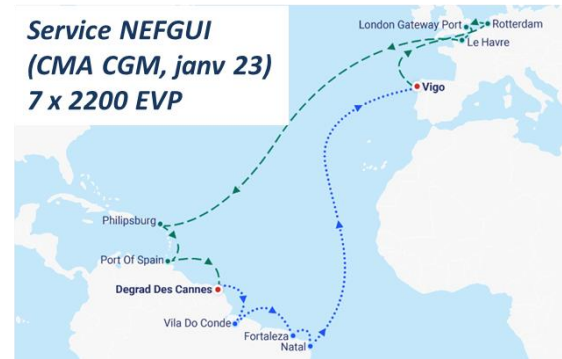 Service NEFGUI
(CMA CGM, janv 23)
7 x 2200 EVP
London Gateway Port
Rotterdam
Le Havre
Vigo
Philipsburg
Port Of Spain
Degrad Des Cannes
Vila Do Conde
Fortaleza
Natal